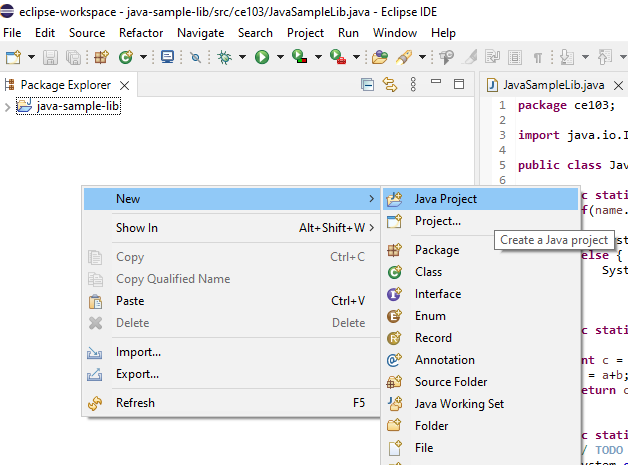 eclipse-workspace - java-sample-lib/src/ce103/JavaSampleLib.java - Eclipse IDE
File Edit Source Refactor Navigate Search Project Run Window Help
Package Explorer
JavaSampleLib.java
java-sample-lib
1 package ce103;
2
3 import java.io.I
4
5 public class Jav
6
New
Show In Alt+Shift+W
Copy Ctrl+C
Copy Qualified Name
Paste Ctrl+V
Delete Delete
Import...
Export...
Refresh F5
Java Project
Project...
Create a Java project
Package
Class
Interface
Enum
Record
Annotation
Source Folder
Java Working Set
Folder
File
c stati
f(name.
yst
else {
Syst
c stati
nt c =
= a+b;
eturn c
c stati
/ TODO